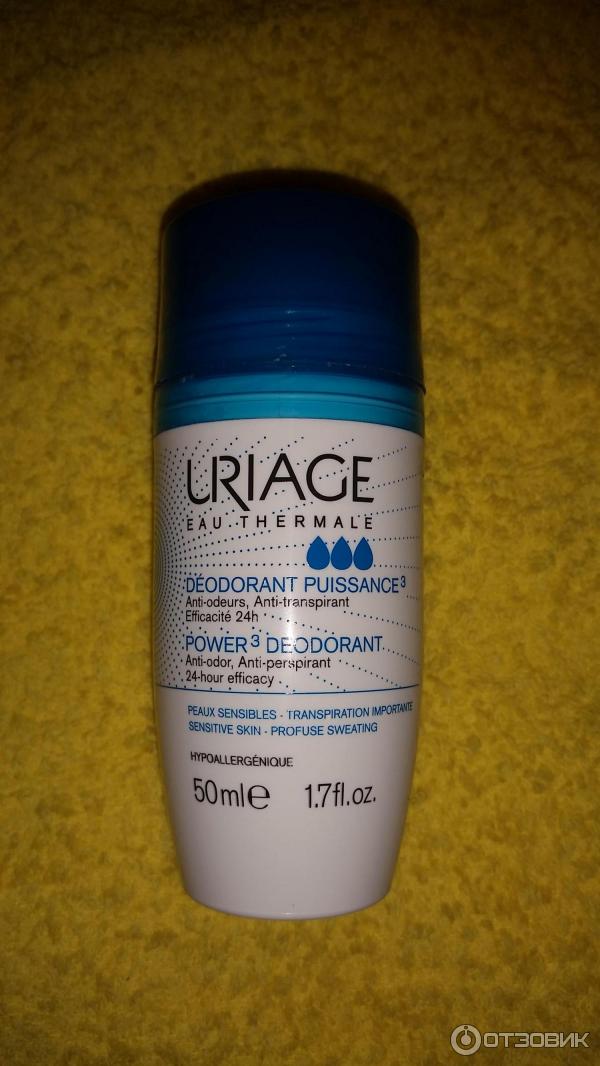 URIAGE
EAU THERMALE
DÉODORANT PUISSANCE³
Anti-odeurs, Anti-transpirant
Efficacité 24h
POWER³ DEODORANT
Anti-odor, Anti-perspirant
24-hour efficacy
PEAUX SENSIBLES - TRANSPIRATION IMPORTANTE
SENSITIVE SKIN - PROFUSE SWEATING
HYPOALLERGÉNIQUE
50ml℮ 1.7fl.oz.
ОТЗОВИК